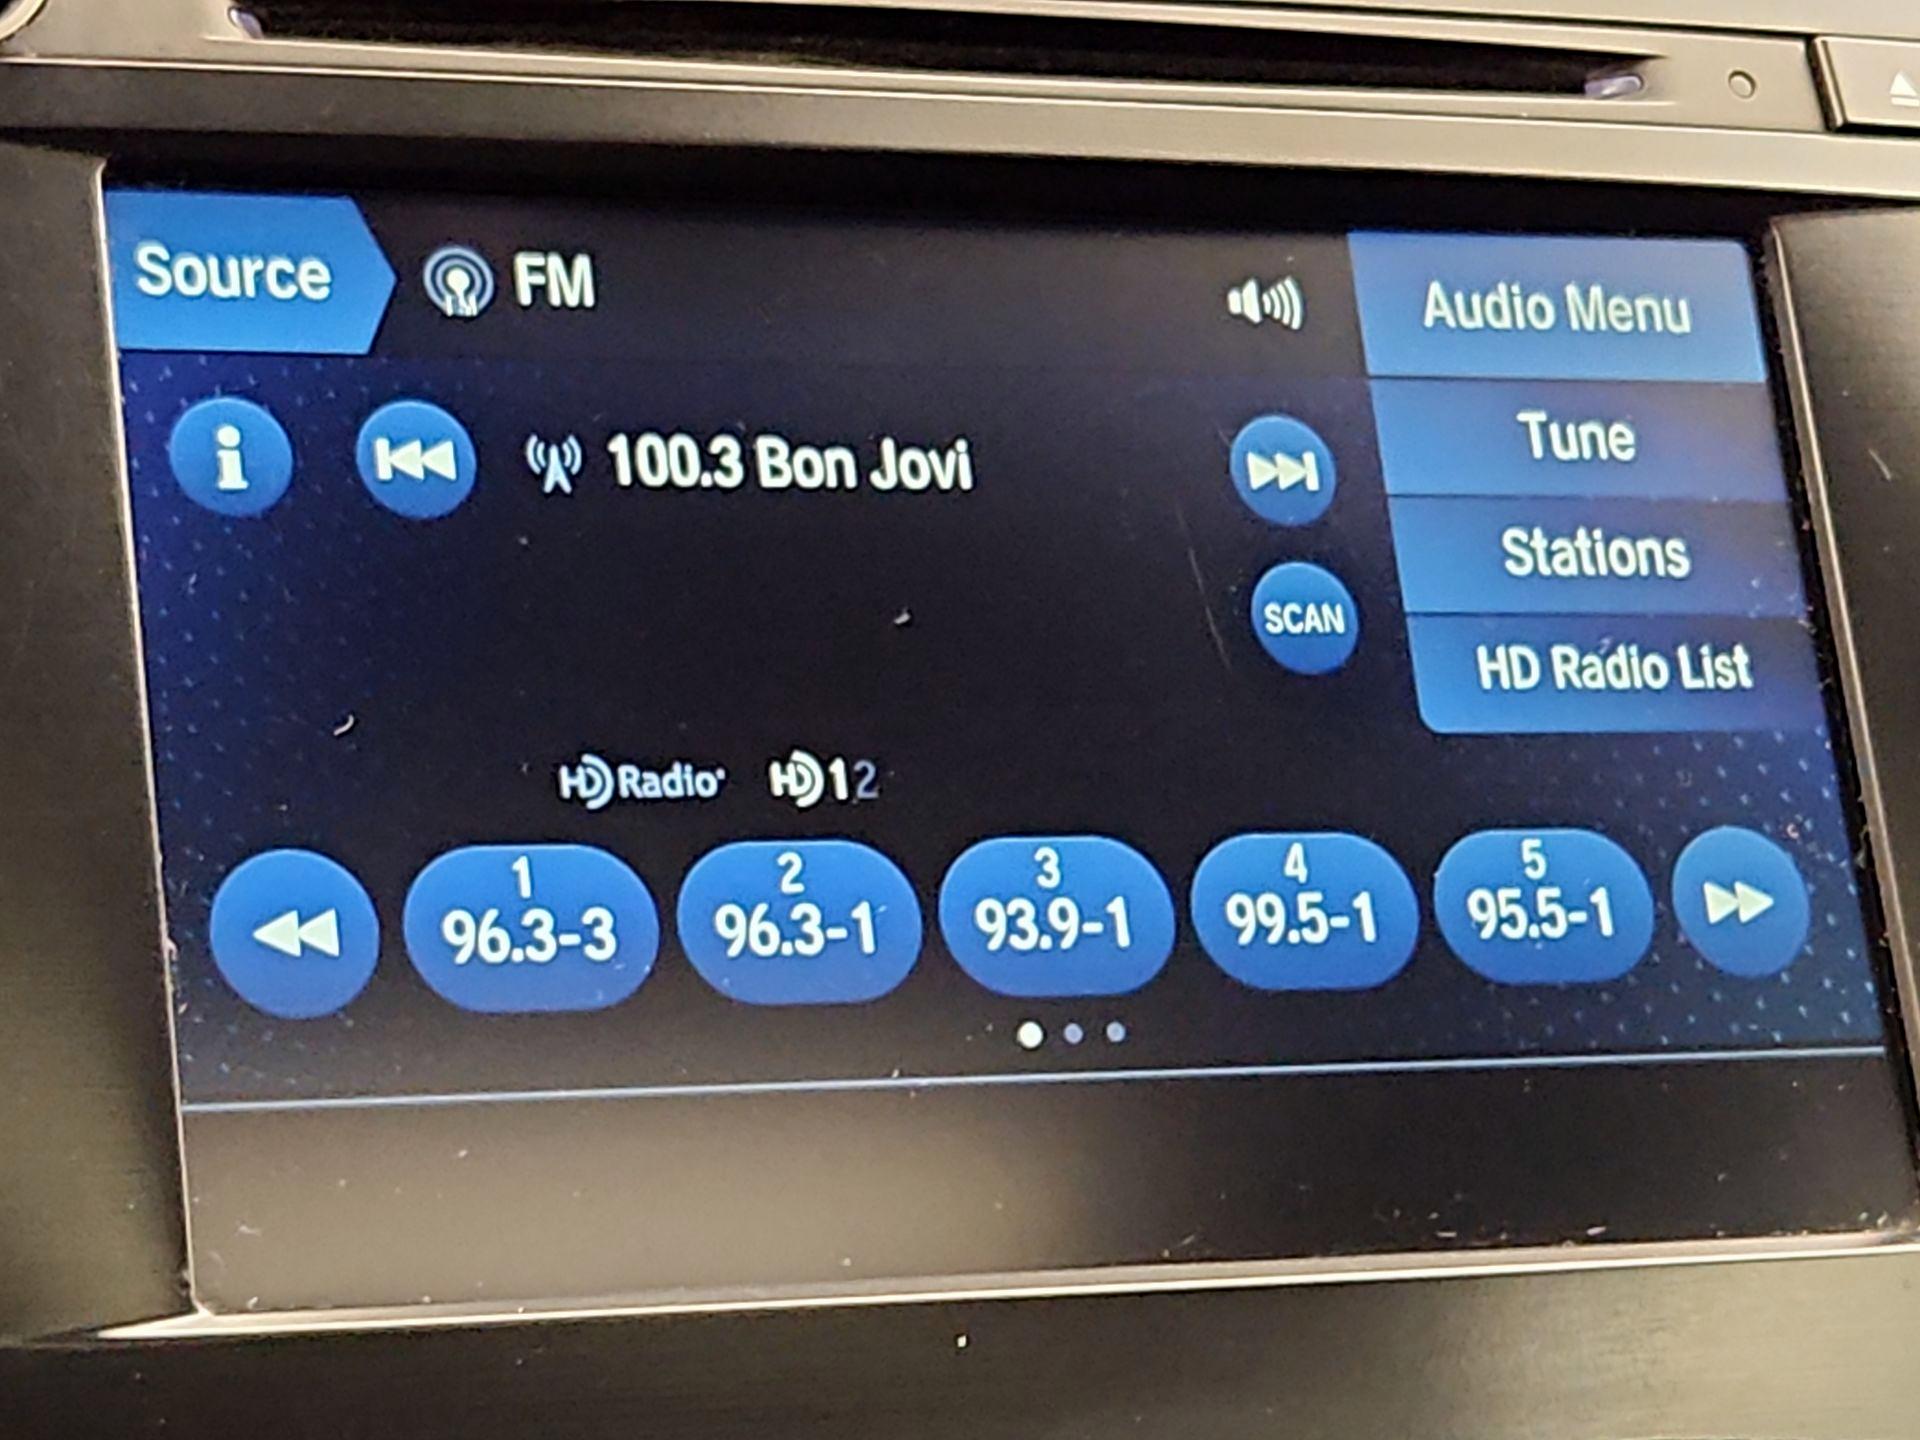 Source
FM
Audio Menu
i
100.3 Bon Jovi
Tune
Stations
SCAN
HD Radio List
HD Radio HD 1 2
1
96.3-3
2
96.3-1
3
93.9-1
4
99.5-1
5
95.5-1